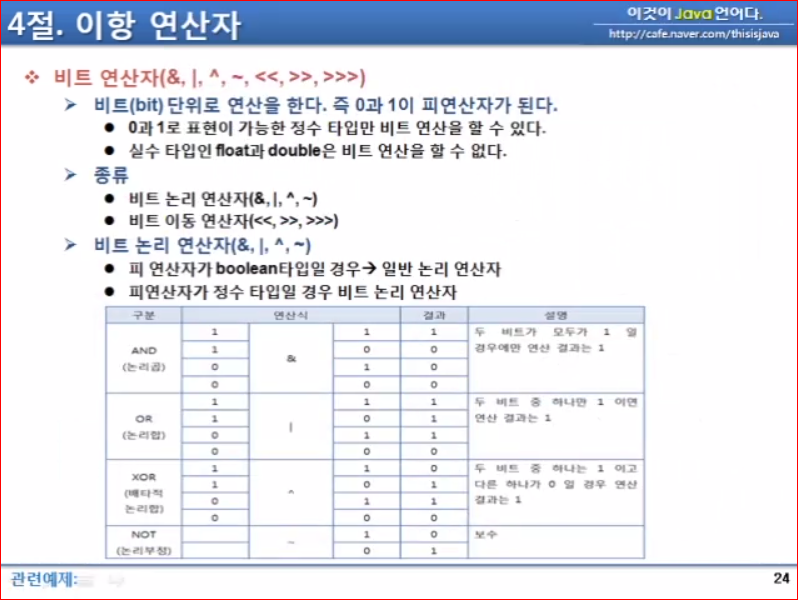 4절. 이항 연산자
이것이 Java 언어다.
http://cafe.naver.com/thisisjava
❖ 비트 연산자(&, |, ^, ~, <<, >>, >>>)
➢ 비트(bit) 단위로 연산을 한다. 즉 0과 1이 피연산자가 된다.
● 0과 1로 표현이 가능한 정수 타입만 비트 연산을 할 수 있다.
● 실수 타입인 float과 double은 비트 연산을 할 수 없다.
➢ 종류
● 비트 논리 연산자(&, |, ^, ~)
● 비트 이동 연산자(<<, >>, >>>)
➢ 비트 논리 연산자(&, |, ^, ~)
● 피 연산자가 boolean타입일 경우→ 일반 논리 연산자
● 피연산자가 정수 타입일 경우 비트 논리 연산자
구분 연산식 결과 설명
AND
(논리곱)
&
1 1 1
1 0 0
0 1 0
0 0 0
두 비트가 모두가 1 일
경우에만 연산 결과는 1
OR
(논리합)
|
1 1 1
1 0 1
0 1 1
0 0 0
두 비트 중 하나만 1 이면
연산 결과는 1
XOR
(배타적
논리합)
^
1 1 0
1 0 1
0 1 1
0 0 0
두 비트 중 하나는 1 이고
다른 하나가 0 일 경우 연산
결과는 1
NOT
(논리부정)
~
1 0
0 1
보수
관련예제:
24